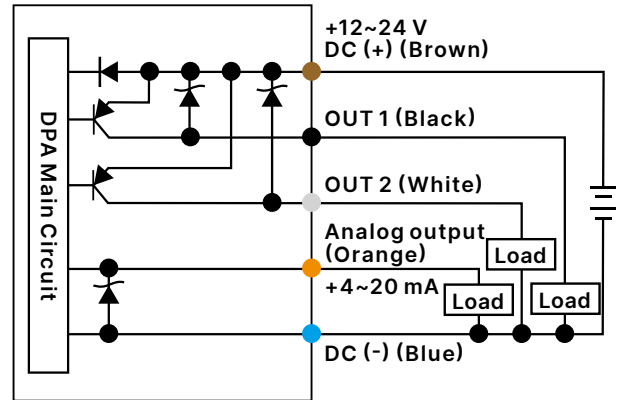 +12~24 V
DC (+) (Brown)
DPA Main Circuit
OUT 1 (Black)
OUT 2 (White)
Analog output
(Orange)
+4~20 mA
Load
Load
Load
DC (-) (Blue)